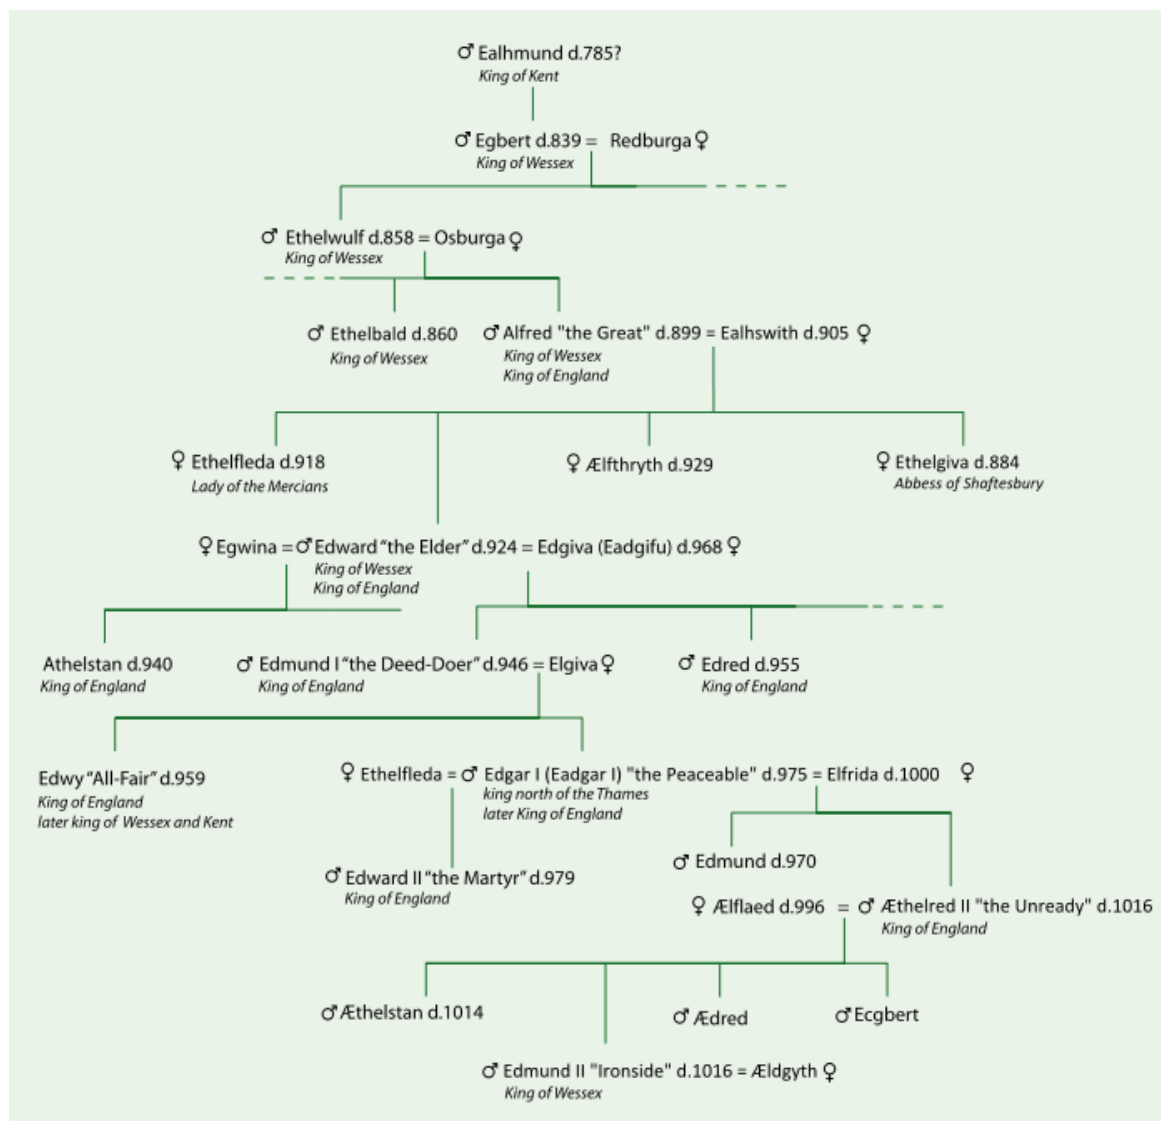 ♂ Ealhmund d.785?
King of Kent
♂ Egbert d.839 = Redburga ♀
King of Wessex
♂ Ethelwulf d.858 = Osburga ♀
King of Wessex
♂ Ethelbald d.860 ♂ Alfred "the Great" d.899 = Ealhswith d.905 ♀
King of Wessex King of Wessex
King of England
♀ Ethelfleda d.918 ♀ Ælfthryth d.929 ♀ Ethelgiva d.884
Lady of the Mercians Abbess of Shaftesbury
♀ Egwina = ♂ Edward “the Elder” d.924 = Edgiva (Eadgifu) d.968 ♀
King of Wessex
King of England
Athelstan d.940 ♂ Edmund I “the Deed-Doer” d.946 = Elgiva ♀ ♂ Edred d.955
King of England King of England King of England
Edwy “All-Fair” d.959 ♀ Ethelfleda = ♂ Edgar I (Eadgar I) "the Peaceable" d.975 = Elfrida d.1000 ♀
King of England king north of the Thames
later king of Wessex and Kent later King of England
♂ Edmund d.970
♂ Edward II “the Martyr” d.979
King of England
♀ Ælflaed d.996 = ♂ Æthelred II "the Unready" d.1016
King of England
♂ Æthelstan d.1014 ♂ Ædred ♂ Ecgbert
♂ Edmund II "Ironside" d.1016 = Ældgyth ♀
King of Wessex